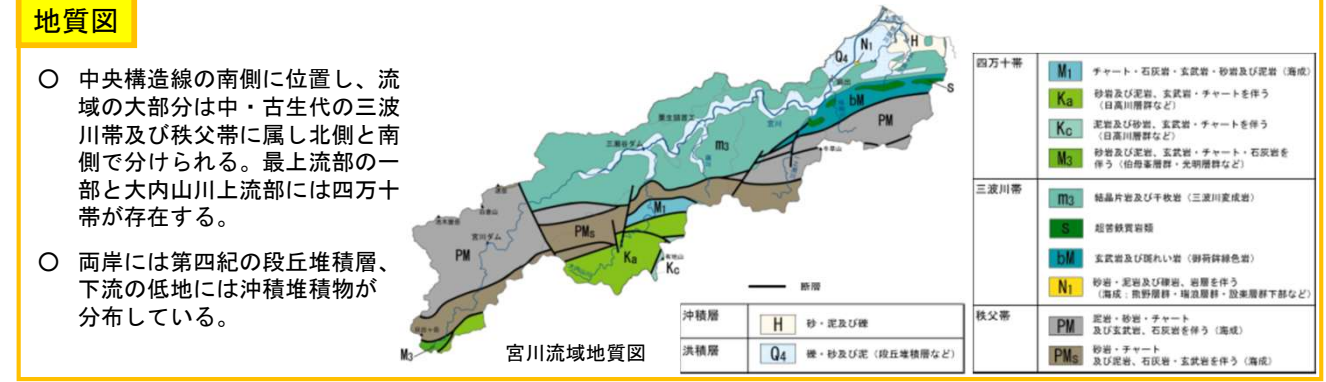 地質図
○ 中央構造線の南側に位置し、流
域の大部分は中・古生代の三波
川帯及び秩父帯に属し北側と南
側で分けられる。最上流部の一
部と大内山川上流部には四万十
帯が存在する。
○ 両岸には第四紀の段丘堆積層、
下流の低地には沖積堆積物が
分布している。
N1
H
Q4
S
bM
PM
宮川
三瀬谷ダム
m3
M1
PMs
宮川ダム
PM
Ka
Kc
M3
宮川流域地質図
断層
沖積層
H 砂・泥及び礫
洪積層
Q4 礫・砂及び泥（段丘堆積層など）
四万十帯
M1 チャート・石灰岩・玄武岩・砂岩及び泥岩（海成）
Ka 砂岩及び泥岩、玄武岩・チャートを伴う
（日高川層群など）
Kc 泥岩及び砂岩、玄武岩・チャートを伴う
（日高川層群など）
M3 砂岩及び泥岩、玄武岩・チャート・石灰岩を
伴う（伯母峯層群・光明層群など）
三波川帯
m3 結晶片岩及び千枚岩（三波川変成岩）
S 超苦鉄質岩類
bM 玄武岩及び斑れい岩（御荷鉾緑色岩）
N1 砂岩・泥岩及び礫岩、岩層を伴う
（海成：熊野層群・瑞浪層群・設楽層群下部など）
秩父帯
PM 泥岩・砂岩・チャート
及び玄武岩、石灰岩を伴う（海成）
PMs 砂岩・チャート
及び泥岩、石灰岩・玄武岩を伴う（海成）